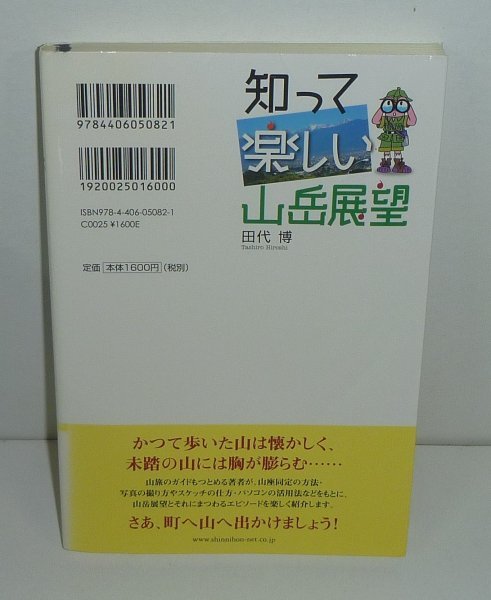 知って
楽しい
山岳展望
田代 博
Tashiro Hiroshi
9784406050821
1920025016000
ISBN978-4-406-05082-1
C0025 ¥1600E
定価 本体1600円 (税別)
かつて歩いた山は懐かしく、
未踏の山には胸が膨らむ……
山旅のガイドもつとめる著者が、山座同定の方法・
写真の撮り方やスケッチの仕方・パソコンの活用法などをもとに、
山岳展望とそれにまつわるエピソードを楽しく紹介します。
さあ、町へ山へ出かけましょう!
www.shinnihon-net.co.jp